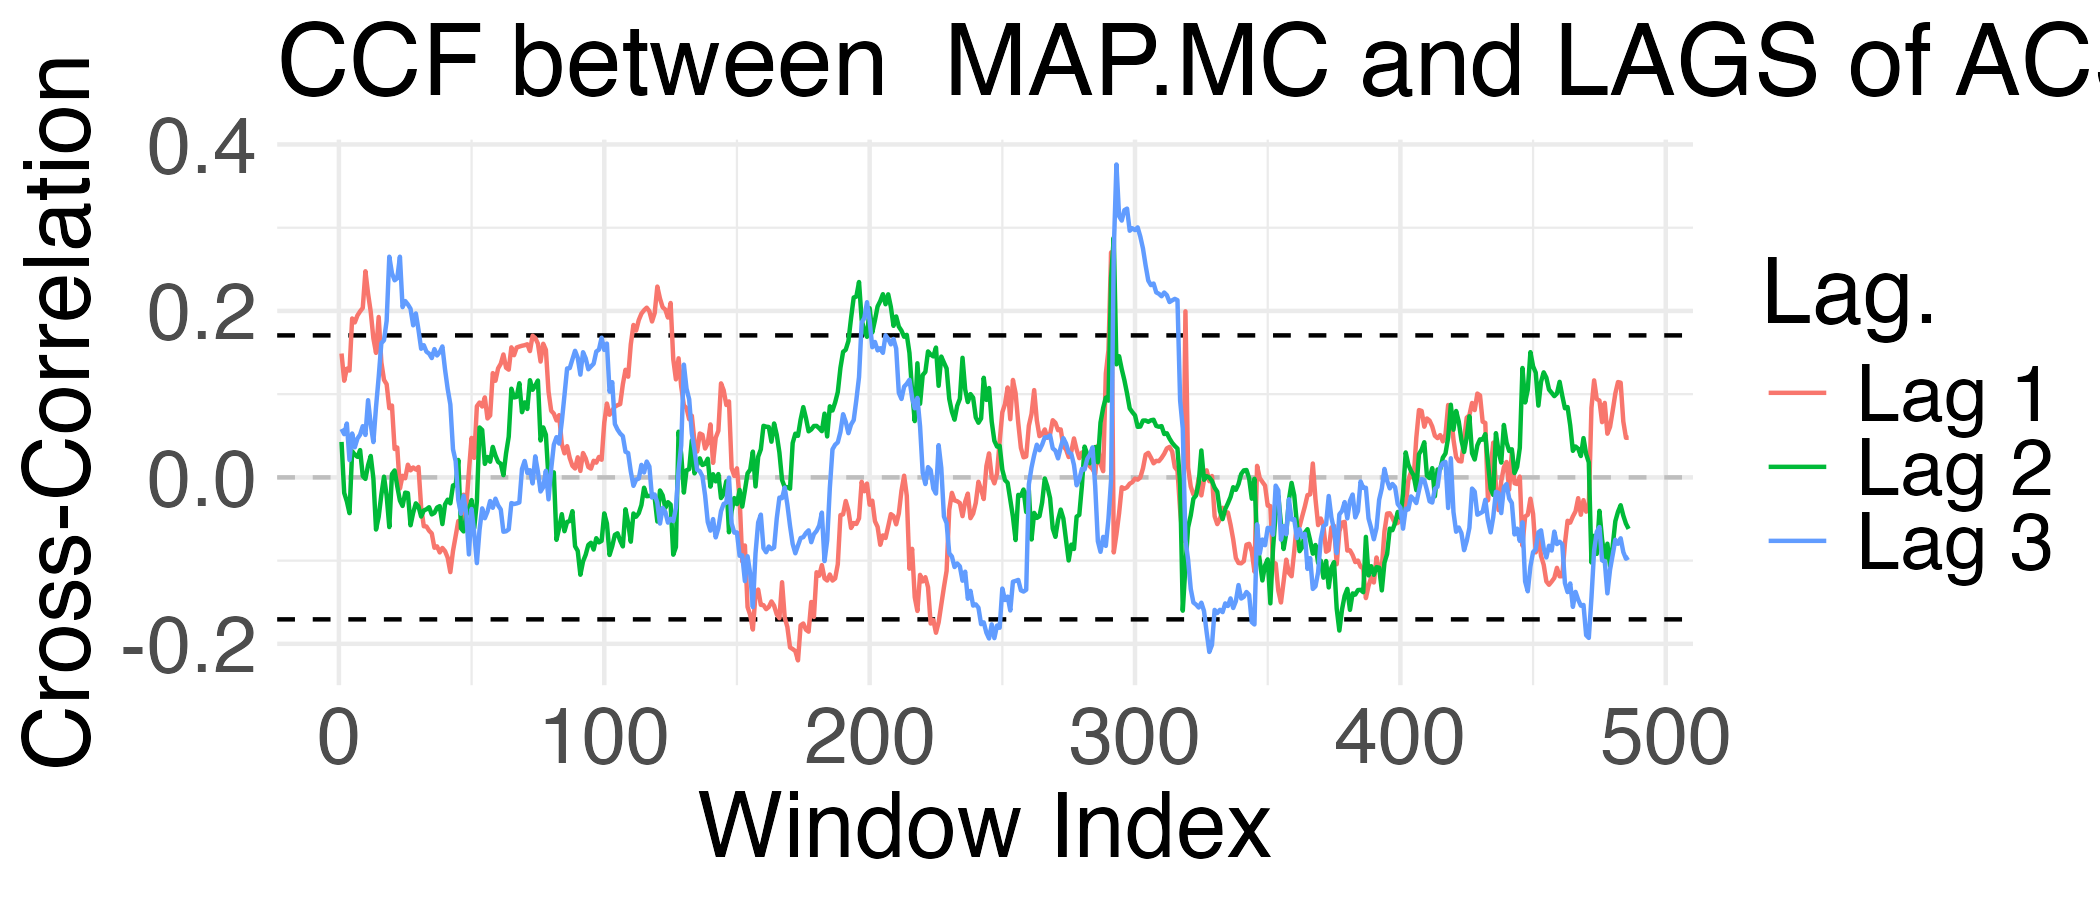 CCF between  MAP.MC and LAGS of AC
Cross-Correlation
0.4
0.2
0.0
-0.2
0
100
200
300
400
500
Window Index
Lag.
Lag 1
Lag 2
Lag 3